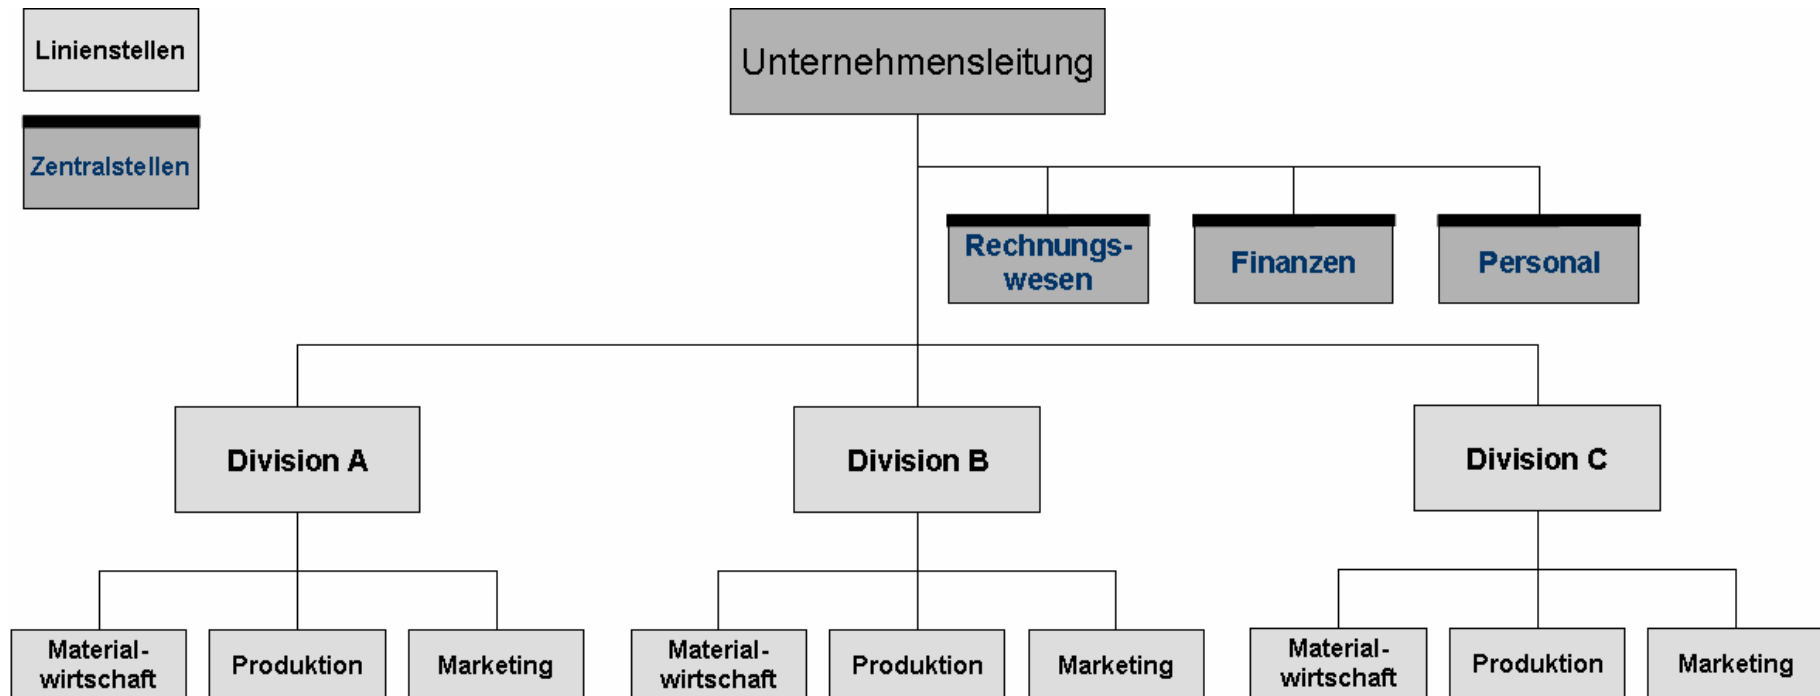 Linienstellen
Unternehmensleitung
Zentralstellen
Rechnungs-
wesen
Finanzen
Personal
Division A
Division B
Division C
Material-
wirtschaft
Produktion
Marketing
Material-
wirtschaft
Produktion
Marketing
Material-
wirtschaft
Produktion
Marketing